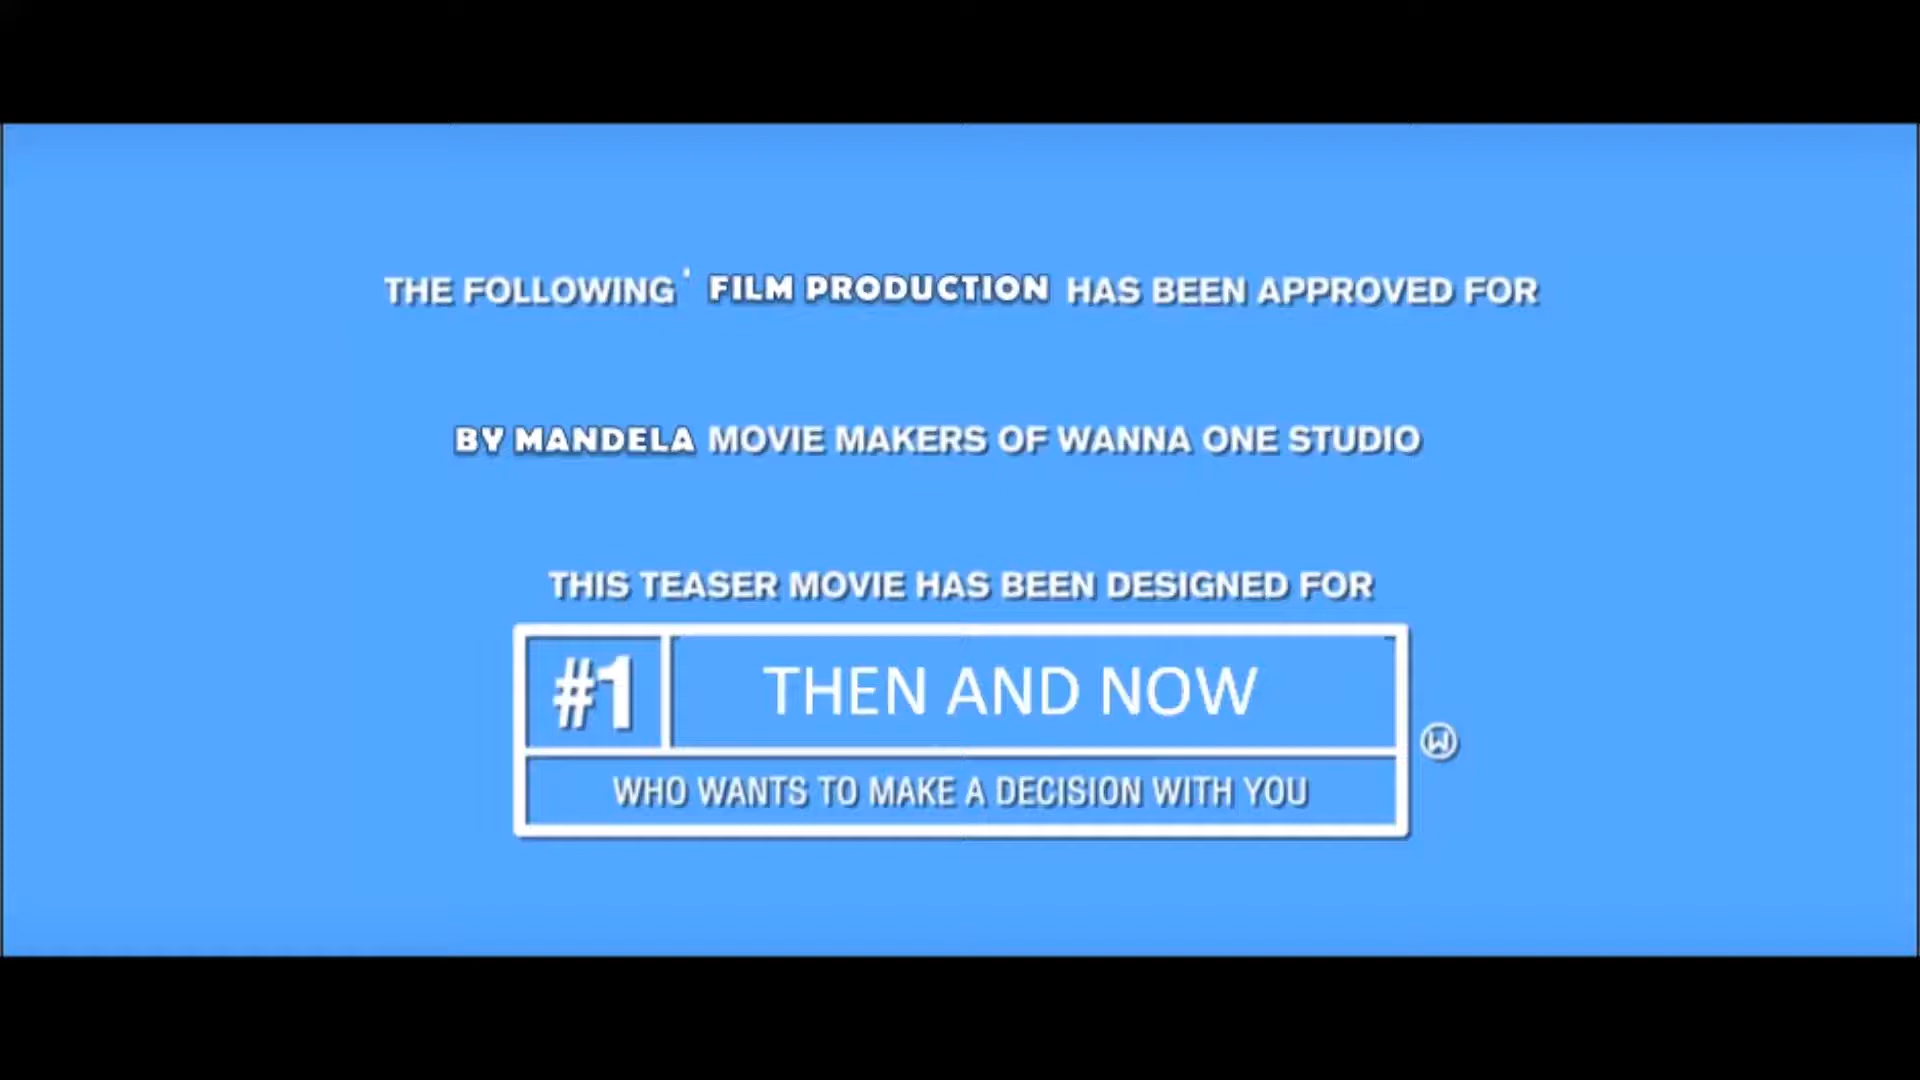 THE FOLLOWING ' FILM PRODUCTION HAS BEEN APPROVED FOR
BY MANDELA MOVIE MAKERS OF WANNA ONE STUDIO
THIS TEASER MOVIE HAS BEEN DESIGNED FOR
#1 THEN AND NOW
W
WHO WANTS TO MAKE A DECISION WITH YOU